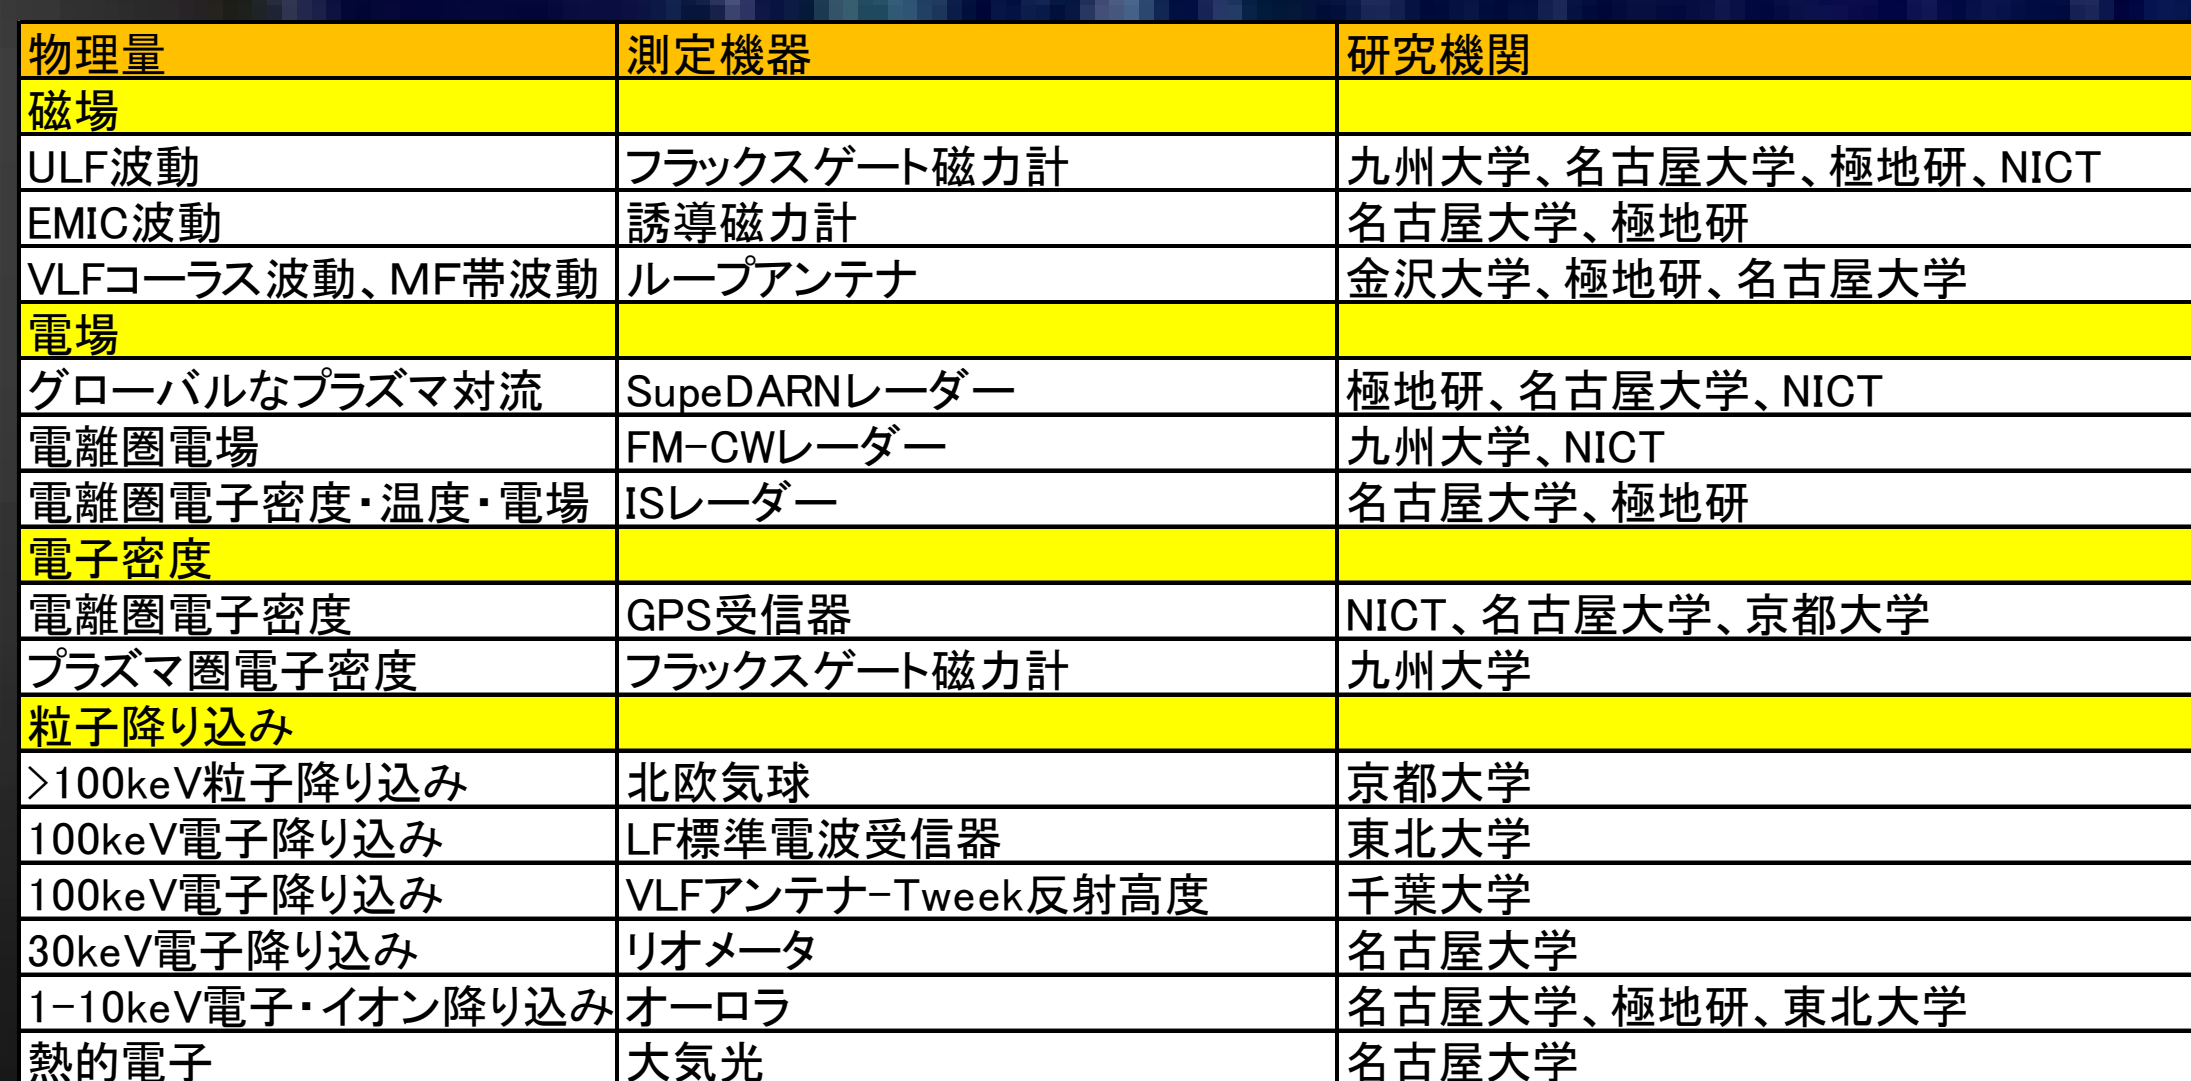 物理量 測定機器 研究機関
磁場
ULF波動 フラックスゲート磁力計 九州大学、名古屋大学、極地研、NICT
EMIC波動 誘導磁力計 名古屋大学、極地研
VLFコーラス波動、MF帯波動 ループアンテナ 金沢大学、極地研、名古屋大学
電場
グローバルなプラズマ対流 SupeDARNレーダー 極地研、名古屋大学、NICT
電離圏電場 FM-CWレーダー 九州大学、NICT
電離圏電子密度・温度・電場 ISレーダー 名古屋大学、極地研
電子密度
電離圏電子密度 GPS受信器 NICT、名古屋大学、京都大学
プラズマ圏電子密度 フラックスゲート磁力計 九州大学
粒子降り込み
>100keV粒子降り込み 北欧気球 京都大学
100keV電子降り込み LF標準電波受信器 東北大学
100keV電子降り込み VLFアンテナ-Tweek反射高度 千葉大学
30keV電子降り込み リオメータ 名古屋大学
1-10keV電子・イオン降り込み オーロラ 名古屋大学、極地研、東北大学
熱的電子 大気光 名古屋大学